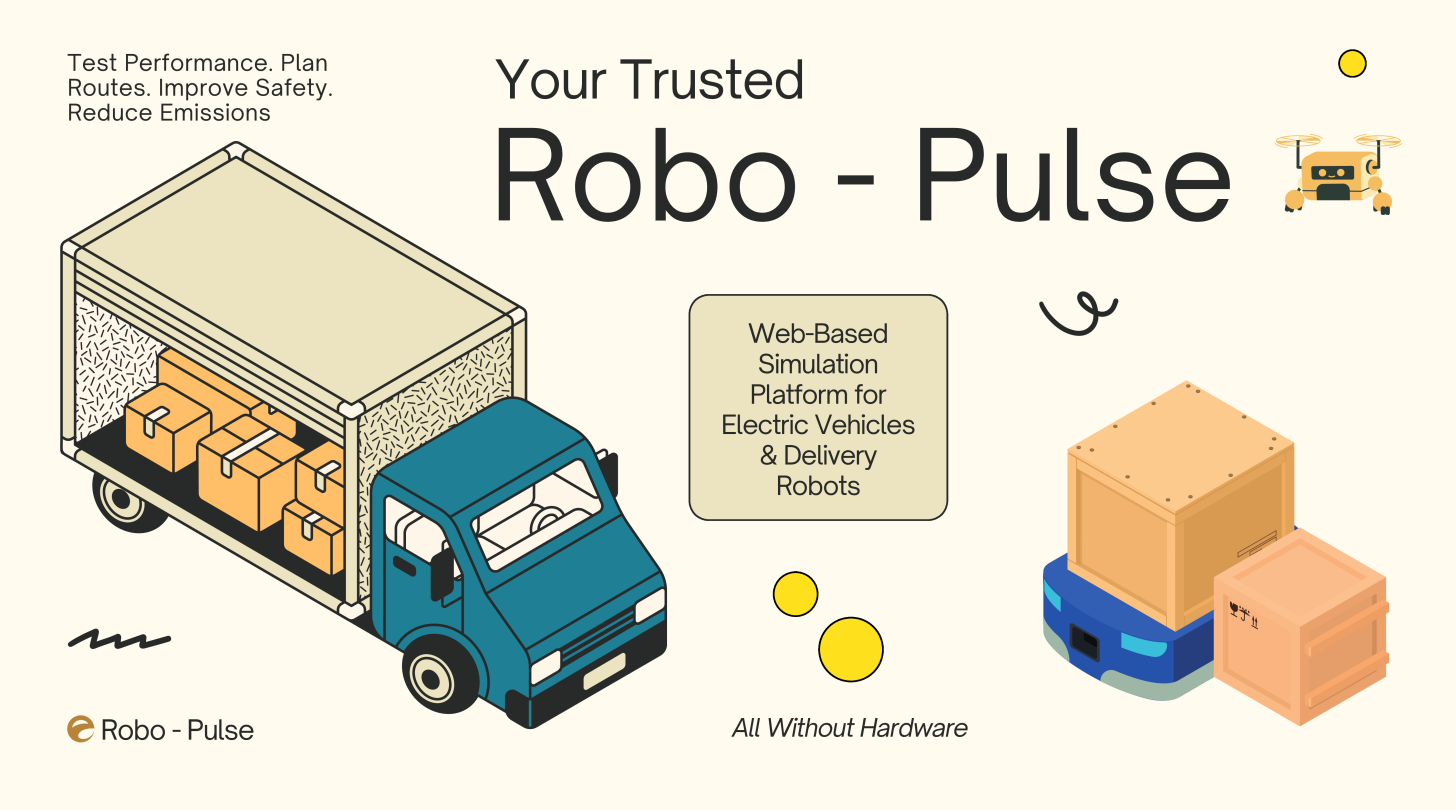 Test Performance. Plan
Routes. Improve Safety.
Reduce Emissions
Your Trusted
Robo - Pulse
Web-Based
Simulation
Platform for
Electric Vehicles
& Delivery
Robots
All Without Hardware
Robo - Pulse